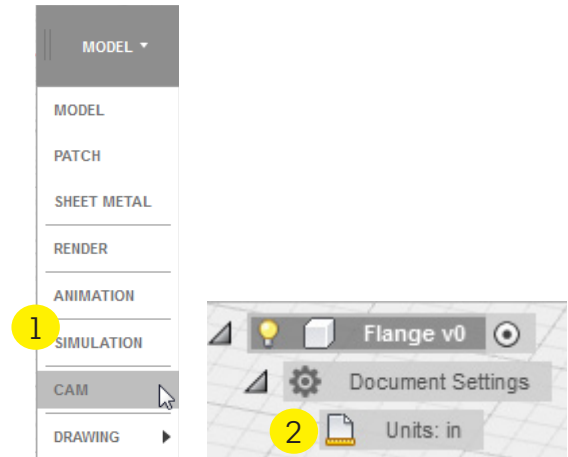 MODEL
MODEL
PATCH
SHEET METAL
RENDER
ANIMATION
1
SIMULATION
CAM
DRAWING
Flange v0
Document Settings
2 Units: in